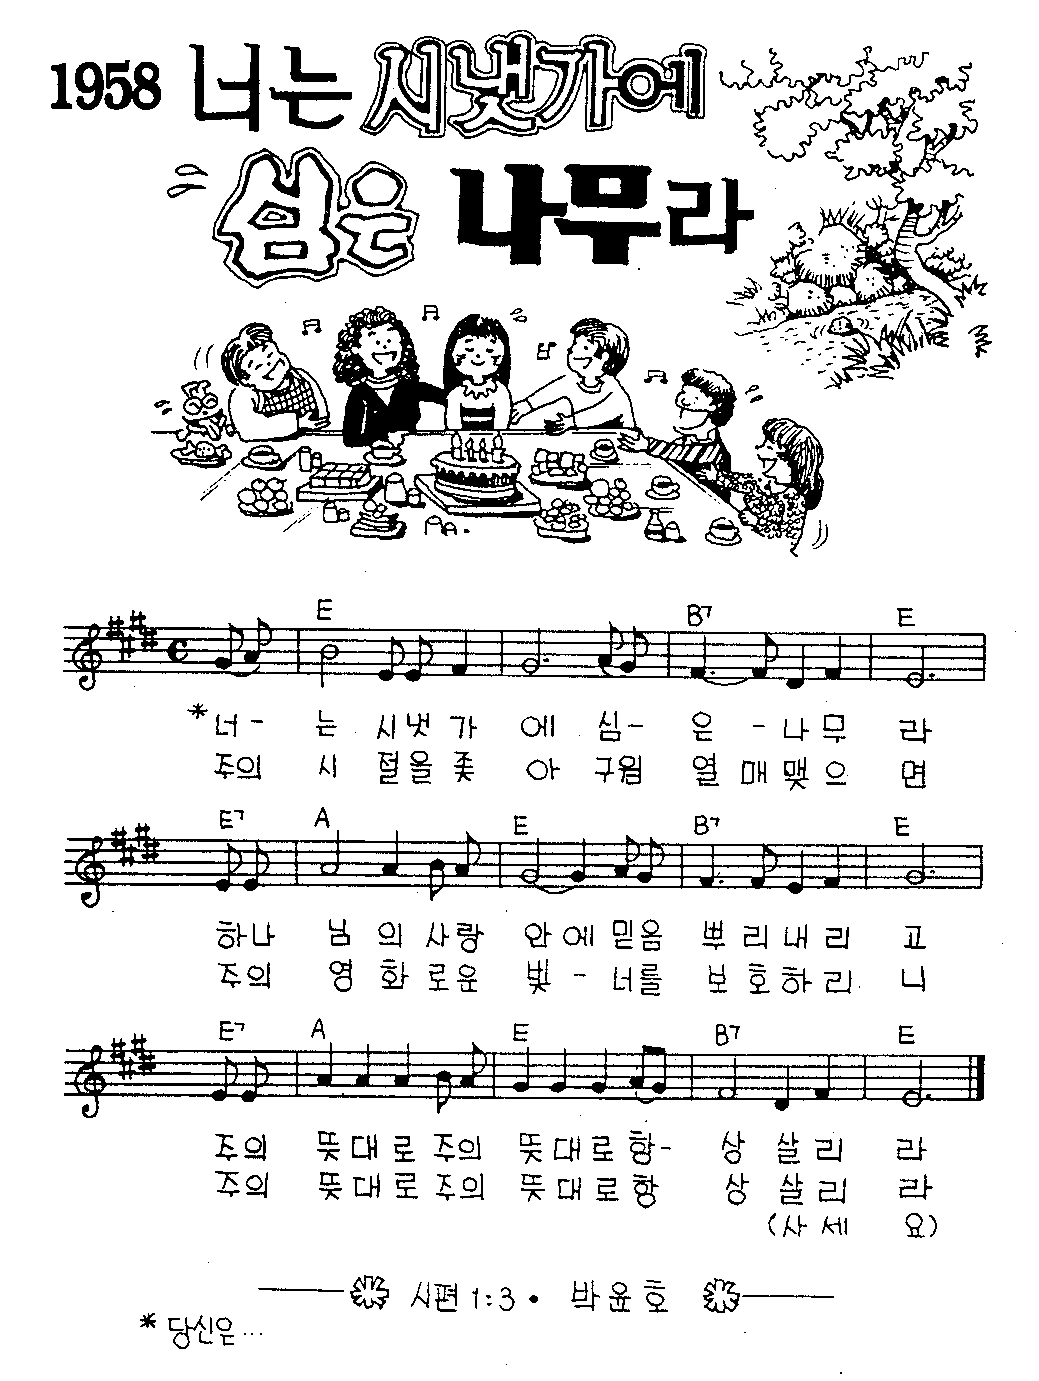 1958 너는 시냇가에
심은 나무라
E B7 E
*너- 는 시냇가 에 심- 은 - 나무 라
주의 시 절을좇 아 구원 열 매맺으 면
E7 A E B7 E
하나 님 의 사랑 안에 믿음 뿌리내리 고
주의 영 화로운 빛 - 너를 보호하리 니
E7 A E B7 E
주의 뜻대로주의 뜻대로항- 상 살리 라
주의 뜻대로주의 뜻대로항 상 살리 라
(사세 요)
시편 1:3 • 박윤호
*당신은...